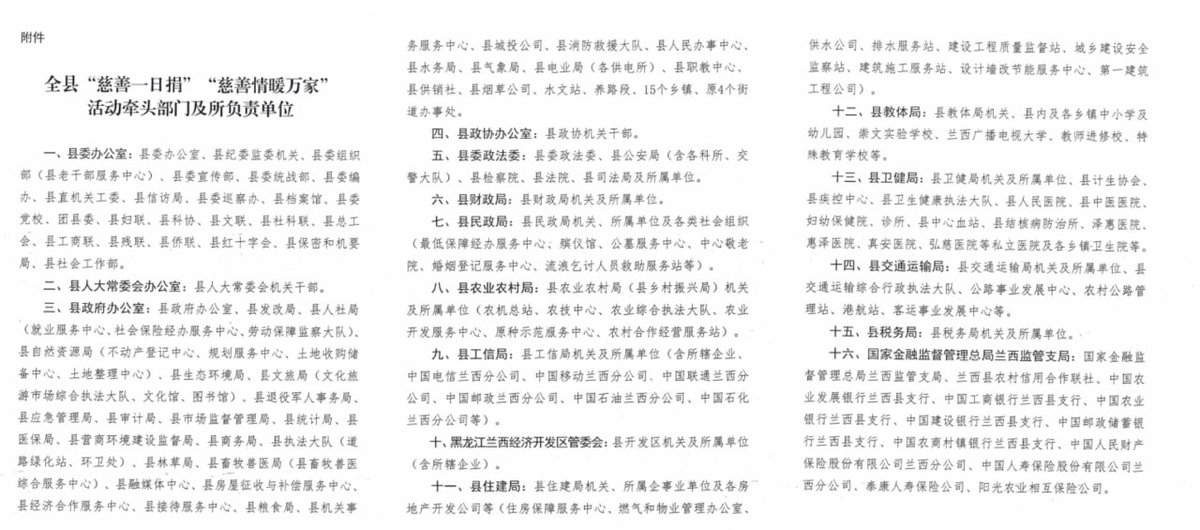 附件
全县“慈善一日捐”“慈善情暖万家”
活动牵头部门及所负责单位
一、县委办公室：县委办公室、县纪委监委机关、县委组织
部（县老干部服务中心）、县委宣传部、县委统战部、县委编
办、县直机关工委、县信访局、县委巡察办、县档案馆、县委
党校、团县委、县妇联、县科协、县文联、县社科联、县总工
会、县工商联、县残联、县侨联、县红十字会、县保密和机要
局、县社会工作部。
二、县人大常委会办公室：县人大常委会机关干部。
三、县政府办公室：县政府办公室、县发改局、县人社局
（就业服务中心、社会保险经办服务中心、劳动保障监察大队）、
县自然资源局（不动产登记中心、规划服务中心、土地收购储
备中心、土地整理中心）、县生态环境局、县文旅局（文化旅
游市场综合执法大队、文化馆、图书馆）、县退役军人事务局、
县应急管理局、县审计局、县市场监督管理局、县统计局、县
医保局、县营商环境建设监督局、县商务局、县执法大队（道
路绿化站、环卫处）、县林草局、县畜牧兽医局（县畜牧兽医
综合服务中心）、县融媒体中心、县房屋征收与补偿服务中心、
县经济合作服务中心、县接待服务中心、县粮食局、县机关事
务服务中心、县城投公司、县消防救援大队、县人民办事中心、
县水务局、县气象局、县电业局（各供电所）、县职教中心、
县供销社、县烟草公司、水文站、养路段、15个乡镇、原4个街
道办事处。
四、县政协办公室：县政协机关干部。
五、县委政法委：县委政法委、县公安局（含各科所、交
警大队）、县检察院、县法院、县司法局及所属单位。
六、县财政局：县财政局机关及所属单位。
七、县民政局：县民政局机关、所属单位及各类社会组织
（最低保障经办服务中心、殡仪馆、公墓服务中心、中心敬老
院、婚姻登记服务中心、流浪乞讨人员救助服务站等）。
八、县农业农村局：县农业农村局（县乡村振兴局）机关
及所属单位（农机总站、农技中心、农业综合执法大队、农业
开发服务中心、原种示范服务中心、农村合作经营服务站）。
九、县工信局：县工信局机关及所属单位（含所辖企业、
中国电信兰西分公司、中国移动兰西分公司、中国联通兰西分
公司、中国邮政兰西分公司、中国石油兰西分公司、中国石化
兰西分公司等）。
十、黑龙江兰西经济开发区管委会：县开发区机关及所属单位
（含所辖企业）。
十一、县住建局：县住建局机关、所属企事业单位及各房
地产开发公司等（住房保障服务中心、燃气和物业管理办公室、
供水公司、排水服务站、建设工程质量监督站、城乡建设安全
监察站、建筑施工服务站、设计墙改节能服务中心、第一建筑
工程公司）。
十二、县教体局：县教体局机关、县内及各乡镇中小学及
幼儿园、崇文实验学校、兰西广播电视大学、教师进修校、特
殊教育学校等。
十三、县卫健局：县卫健局机关及所属单位、县计生协会、
县疾控中心、县卫生健康执法大队、县人民医院、县中医医院、
妇幼保健院、诊所、县中心血站、县结核病防治所、泽惠医院、
惠泽医院、真安医院、弘慈医院等私立医院及各乡镇卫生院等。
十四、县交通运输局：县交通运输局机关及所属单位、县
交通运输综合行政执法大队、公路事业发展中心、农村公路管
理站、港航站、客运事业发展中心等。
十五、县税务局：县税务局机关及所属单位。
十六、国家金融监督管理总局兰西监管支局：国家金融监
督管理总局兰西监管支局、兰西县农村信用合作联社、中国农
业发展银行兰西县支行、中国工商银行兰西县支行、中国农业
银行兰西县支行、中国建设银行兰西县支行、中国邮政储蓄银
行兰西县支行、中国农商村镇银行兰西县支行、中国人民财产
保险股份有限公司兰西分公司、中国人寿保险股份有限公司兰
西分公司、泰康人寿保险公司、阳光农业相互保险公司。